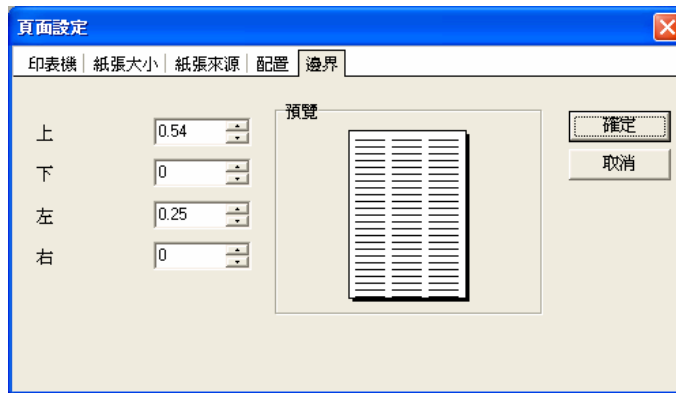 頁面設定
印表機 紙張大小 紙張來源 配置 邊界
上 0.54
下 0
左 0.25
右 0
預覽
確定
取消